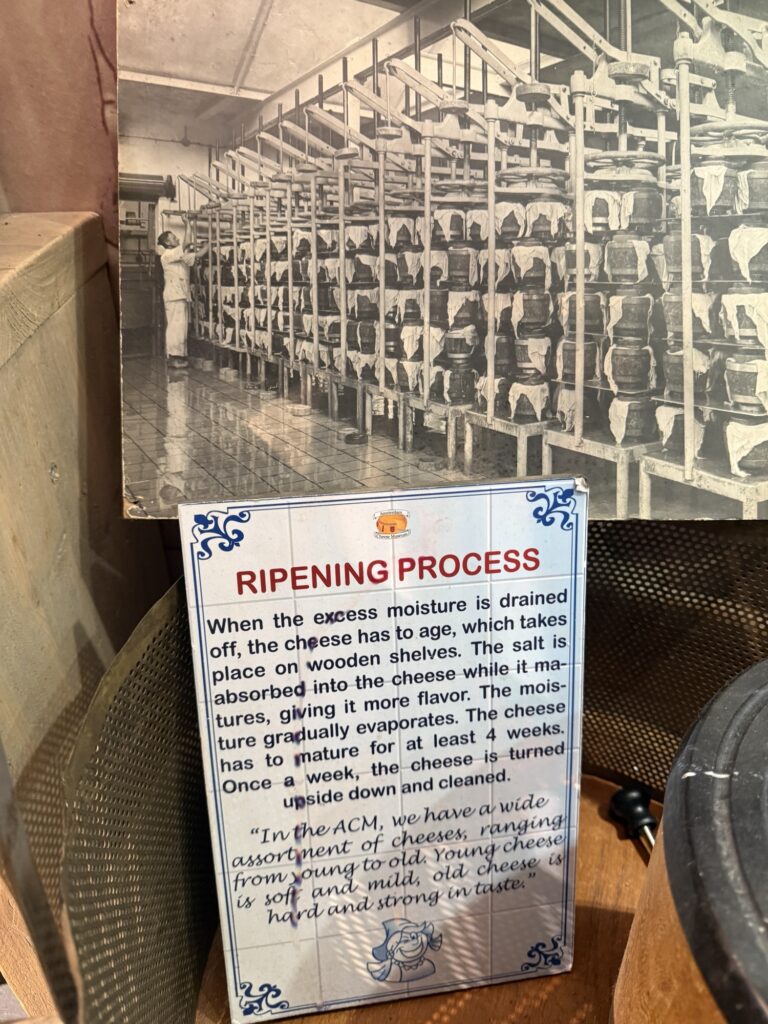 Amsterdam
Cheese Museum
RIPENING PROCESS
When the excess moisture is drained
off, the cheese has to age, which takes
place on wooden shelves. The salt is
absorbed into the cheese while it ma-
tures, giving it more flavor. The mois-
ture gradually evaporates. The cheese
has to mature for at least 4 weeks.
Once a week, the cheese is turned
upside down and cleaned.
“In the ACM, we have a wide
assortment of cheeses, ranging
from young to old. Young cheese
is soft and mild, old cheese is
hard and strong in taste.”